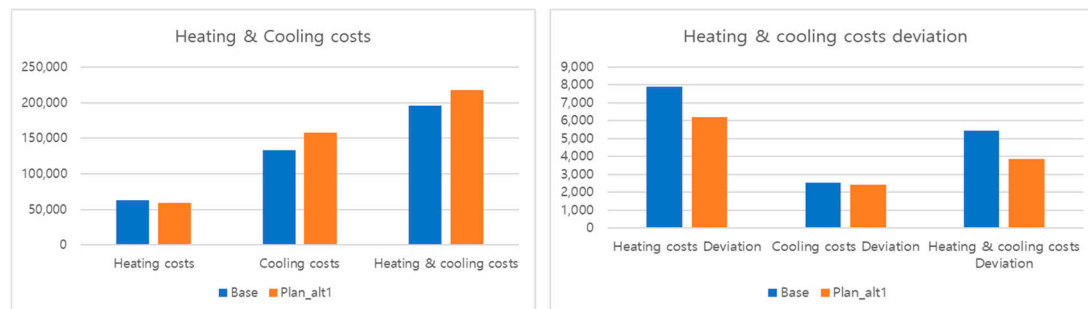 Heating & Cooling costs
250,000
200,000
150,000
100,000
50,000
0
Heating costs
Cooling costs
Heating & cooling costs
Base
Plan_alt1
Heating & cooling costs deviation
9,000
8,000
7,000
6,000
5,000
4,000
3,000
2,000
1,000
0
Heating costs Deviation
Cooling costs Deviation
Heating & cooling costs
Deviation
Base
Plan_alt1